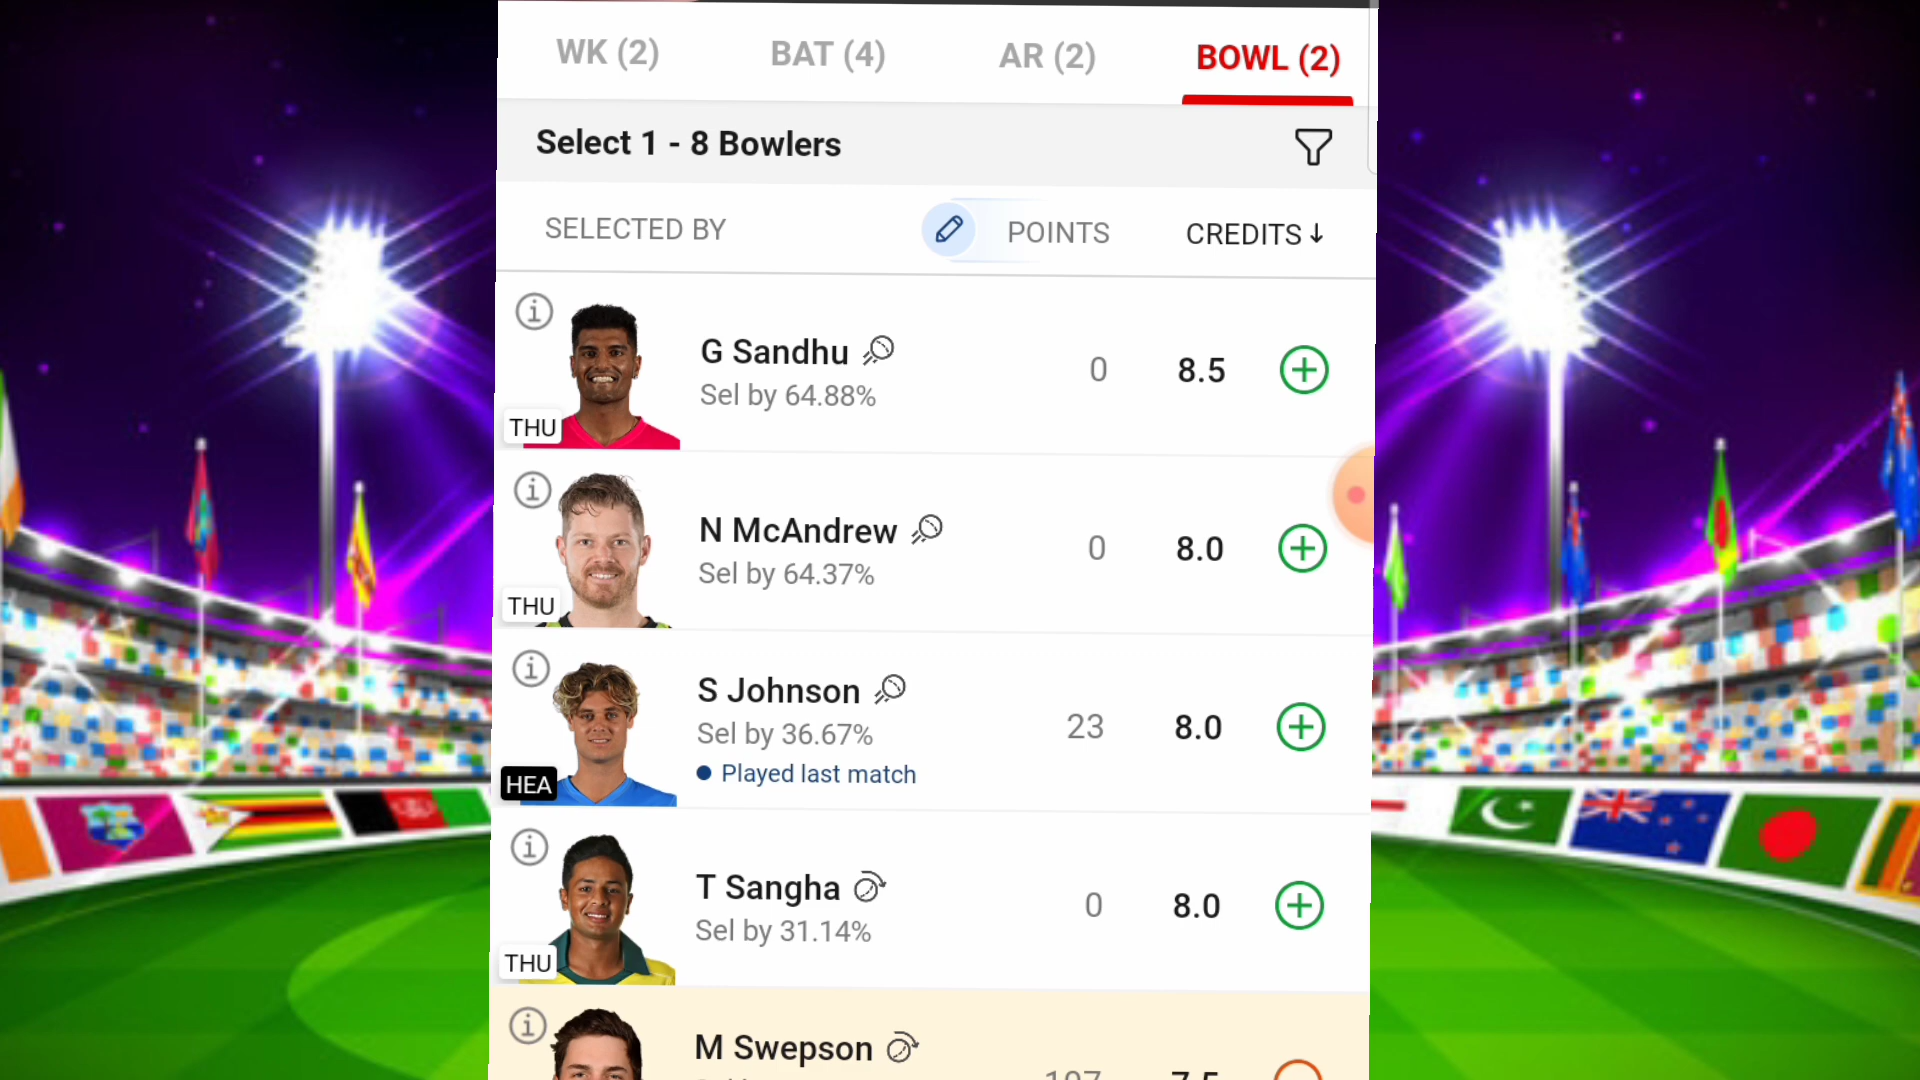 WK (2) BAT (4) AR (2) BOWL (2)
Select 1 - 8 Bowlers
SELECTED BY POINTS CREDITS↓
G Sandhu
Sel by 64.88%
0 8.5
THU
N McAndrew
Sel by 64.37%
0 8.0
THU
S Johnson
Sel by 36.67%
Played last match
23 8.0
HEA
T Sangha
Sel by 31.14%
0 8.0
THU
M Swepson